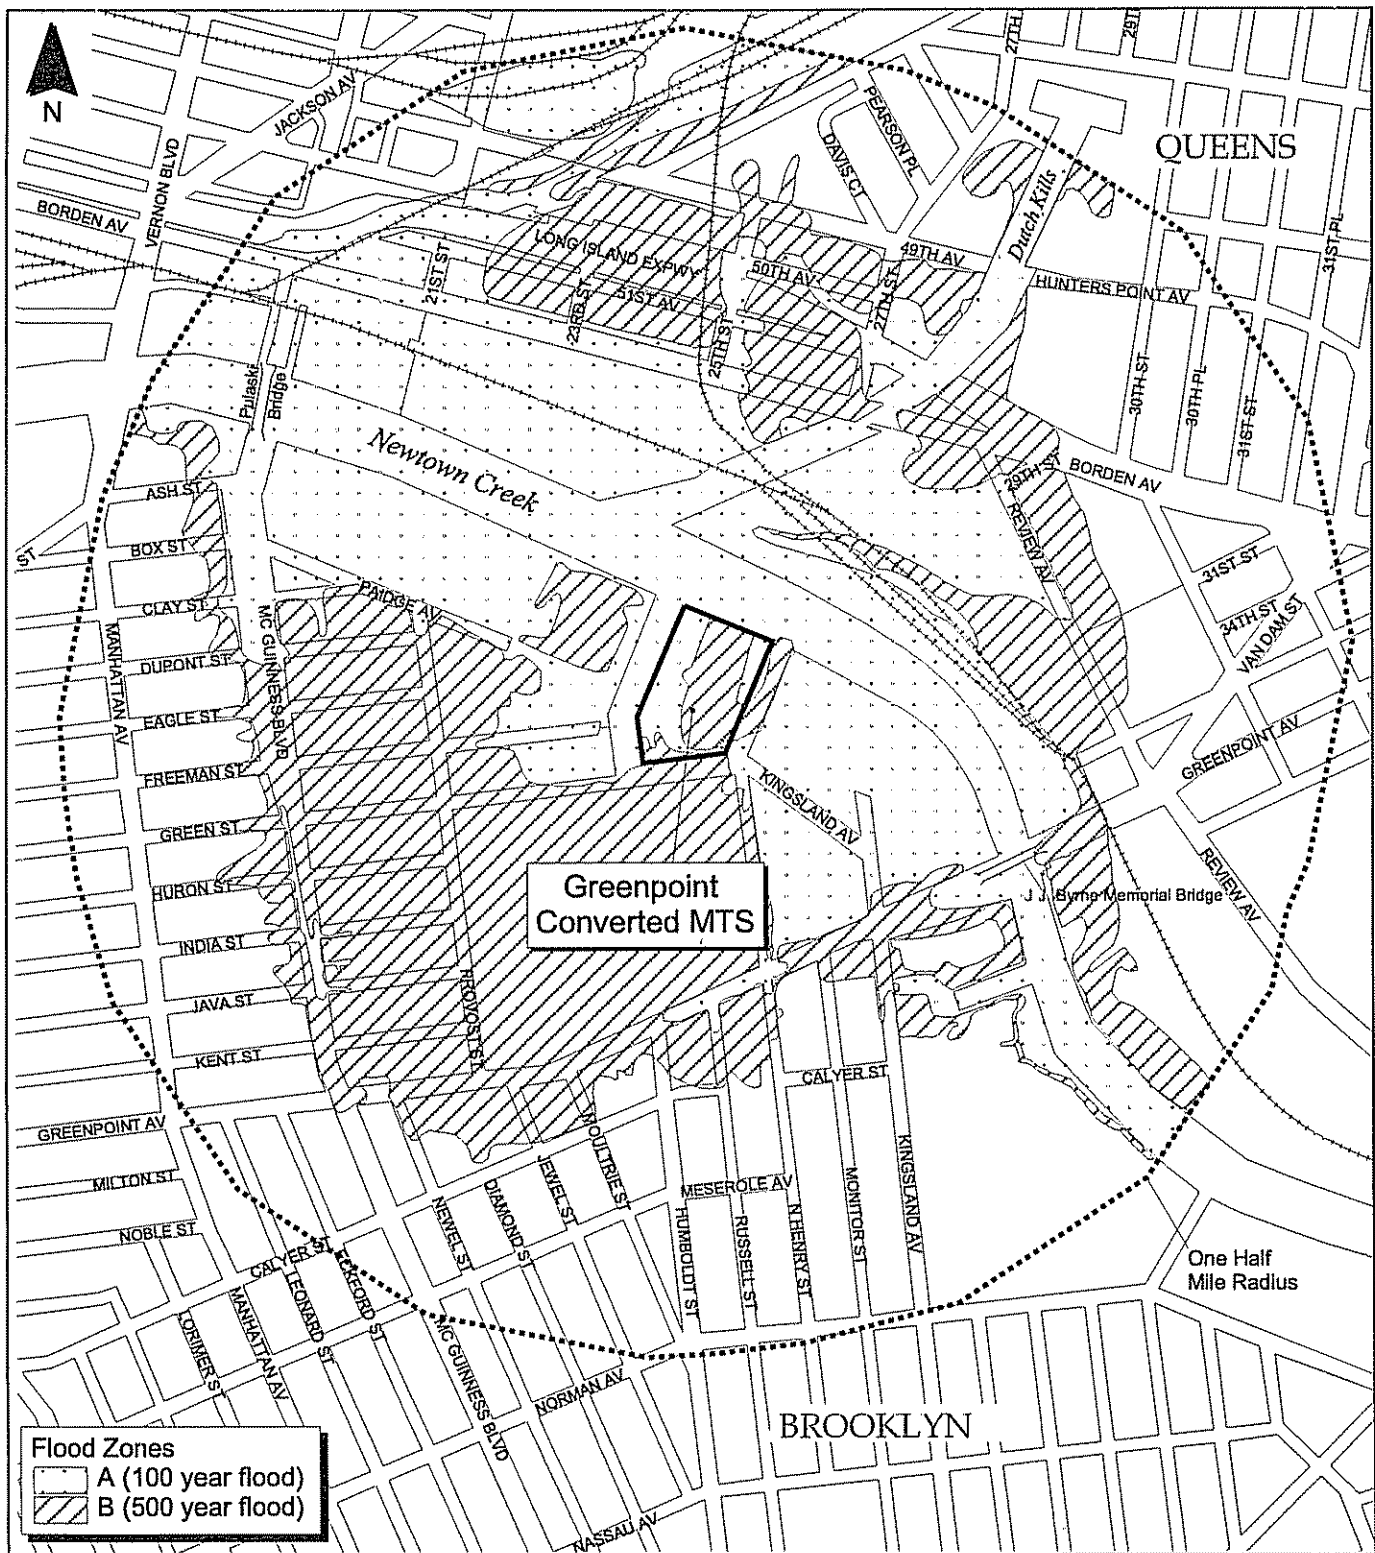 N
JACKSON AV
VERNON BLVD
BORDEN AV
PEARSON PL
DAVIS CT
27TH
29TH
QUEENS
Dutch Kills
31ST PL
LONG ISLAND EXPWY
21ST ST
23RD ST
51ST AV
25TH ST
50TH AV
27TH ST
49TH AV
HUNTERS POINT AV
30TH ST
30TH PL
31ST ST
Pulaski
Bridge
Newtown Creek
29TH ST
BORDEN AV
REVIEW AV
31ST ST
34TH ST
VAN DAM ST
GREENPOINT AV
REVIEW AV
ASH ST
ST
BOX ST
CLAY ST
PAIDGE AV
MANHATTAN AV
MC GUINNESS BLVD
DUPONT ST
EAGLE ST
FREEMAN ST
GREEN ST
HURON ST
INDIA ST
JAVA ST
KENT ST
PROVOST ST
KINGSLAND AV
Greenpoint
Converted MTS
J. J. Byrne Memorial Bridge
CALYER ST
GREENPOINT AV
MILTON ST
NOBLE ST
CALYER ST
LORIMER ST
MANHATTAN AV
LEONARD ST
ECKFORD ST
NEWEL ST
DIAMOND ST
JEWEL ST
MOULTRIE ST
MESEROLE AV
HUMBOLDT ST
RUSSELL ST
N.HENRY ST
MONITOR ST
KINGSLAND AV
MC GUINNESS BLVD
NORMAN AV
NASSAU AV
One Half
Mile Radius
BROOKLYN
Flood Zones
A (100 year flood)
B (500 year flood)